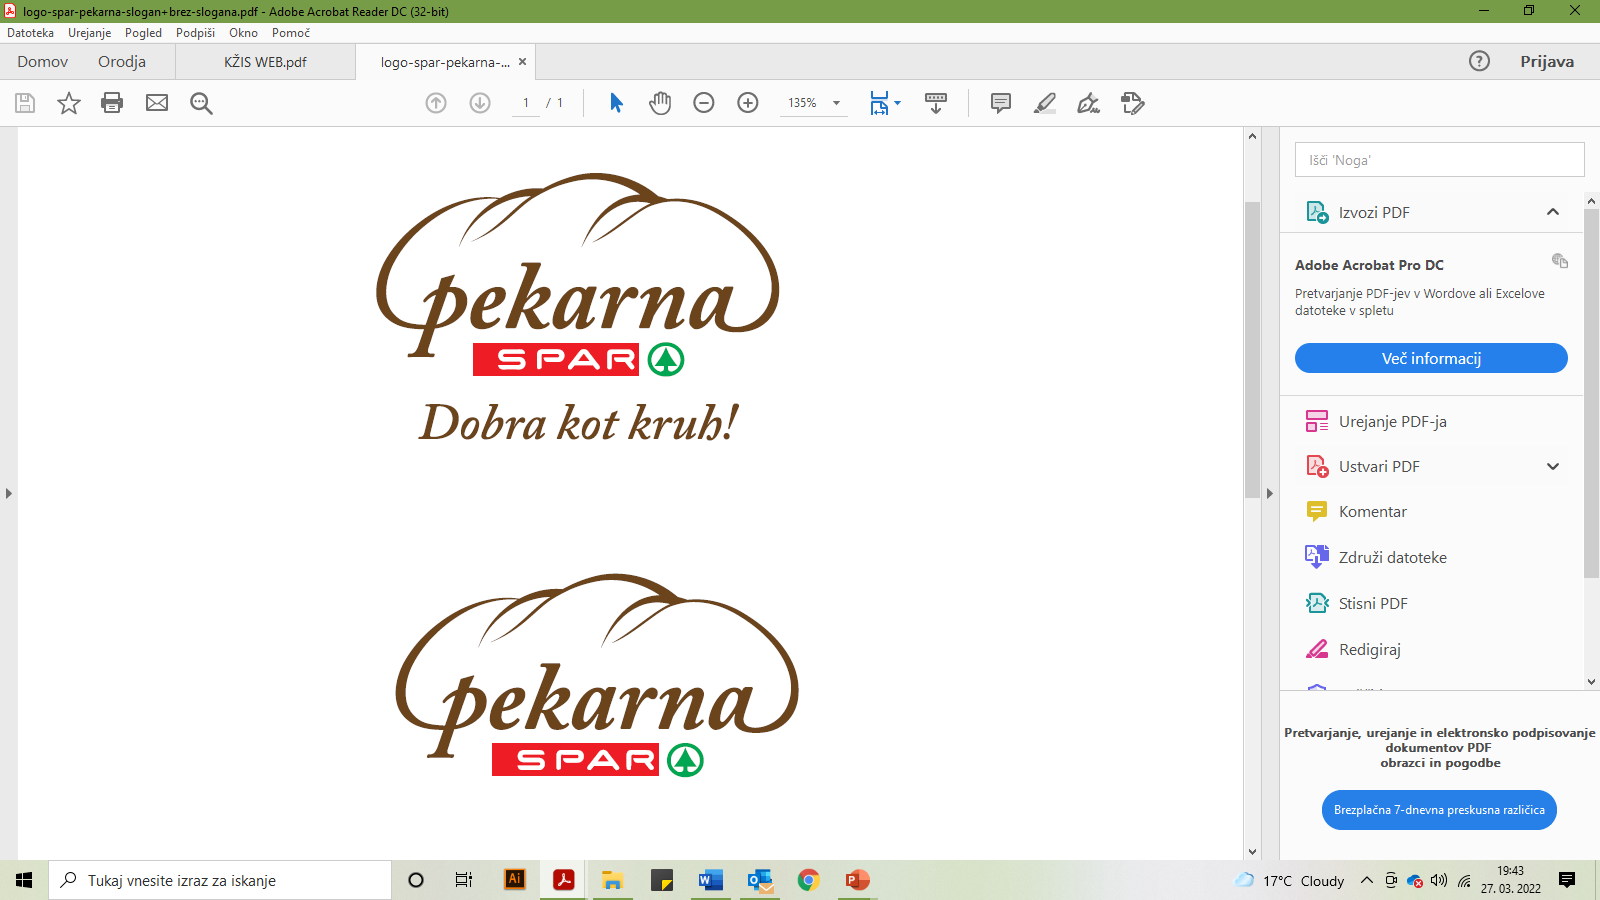 logo-spar-pekarna-slogan+brez-slogana.pdf - Adobe Acrobat Reader DC (32-bit)
Datoteka Urejanje Pogled Podpiši Okno Pomoč
Domov Orodja KŽIS WEB.pdf logo-spar-pekarna-... × Prijava
1 / 1 135%
Išči 'Noga'
Izvozi PDF
Adobe Acrobat Pro DC
Pretvarjanje PDF-jev v Wordove ali Excelove
datoteke v spletu
Več informacij
Urejanje PDF-ja
Ustvari PDF
Komentar
Združi datoteke
Stisni PDF
Redigiraj
Pretvarjanje, urejanje in elektronsko podpisovanje
dokumentov PDF
obrazci in pogodbe
Brezplačna 7-dnevna preskusna različica
pekarna
SPAR
Dobra kot kruh!
pekarna
SPAR
Tukaj vnesite izraz za iskanje
17°C Cloudy
19:43
27. 03. 2022